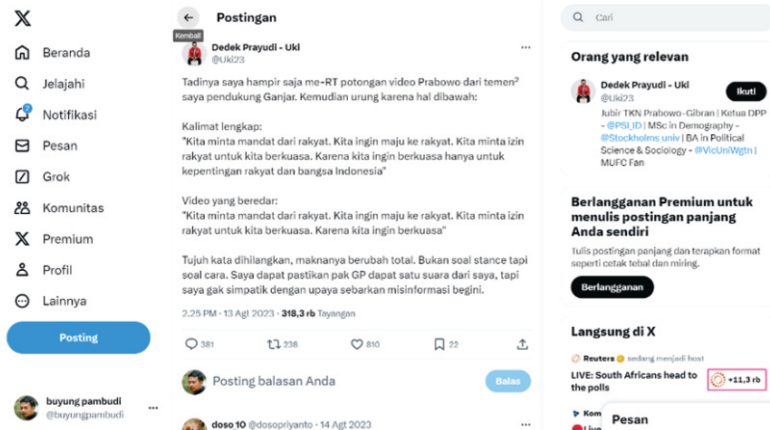 Postingan
Kembali
Dedek Prayudi - Uki
@Uki23
Tadinya saya hampir saja me-RT potongan video Prabowo dari temen²
saya pendukung Ganjar. Kemudian urung karena hal dibawah:
Kalimat lengkap:
"Kita minta mandat dari rakyat. Kita ingin maju ke rakyat. Kita minta izin
rakyat untuk kita berkuasa. Karena kita ingin berkuasa hanya untuk
kepentingan rakyat dan bangsa Indonesia"
Video yang beredar:
"Kita minta mandat dari rakyat. Kita ingin maju ke rakyat. Kita minta izin
rakyat untuk kita berkuasa. Karena kita ingin berkuasa"
Tujuh kata dihilangkan, maknanya berubah total. Bukan soal stance tapi
soal cara. Saya dapat pastikan pak GP dapat satu suara dari saya, tapi
saya gak simpatik dengan upaya sebarkan misinformasi begini.
2.25 PM · 13 Agt 2023 · 318,3 rb Tayangan
381 238 810 22
Posting balasan Anda
Balas
doso_10 @dosopriyanto · 14 Agt 2023
Beranda
Jelajahi
2
Notifikasi
Pesan
Grok
Komunitas
Premium
Profil
Lainnya
Posting
buyung pambudi
@buyungpambudi
Cari
Orang yang relevan
Dedek Prayudi - Uki
@Uki23
Ikuti
Jubir TKN Prabowo-Gibran | Ketua DPP
- @PSI_ID | MSc in Demography -
@Stockholms_univ | BA in Political
Science & Sociology - @VicUniWgtn |
MUFC Fan
Berlangganan Premium untuk
menulis postingan panjang
Anda sendiri
Tulis postingan panjang dan terapkan format
seperti cetak tebal dan miring.
Berlangganan
Langsung di X
Reuters sedang menjadi host
LIVE: South Africans head to
the polls
+11,3 rb
Kom
Live
Pesan